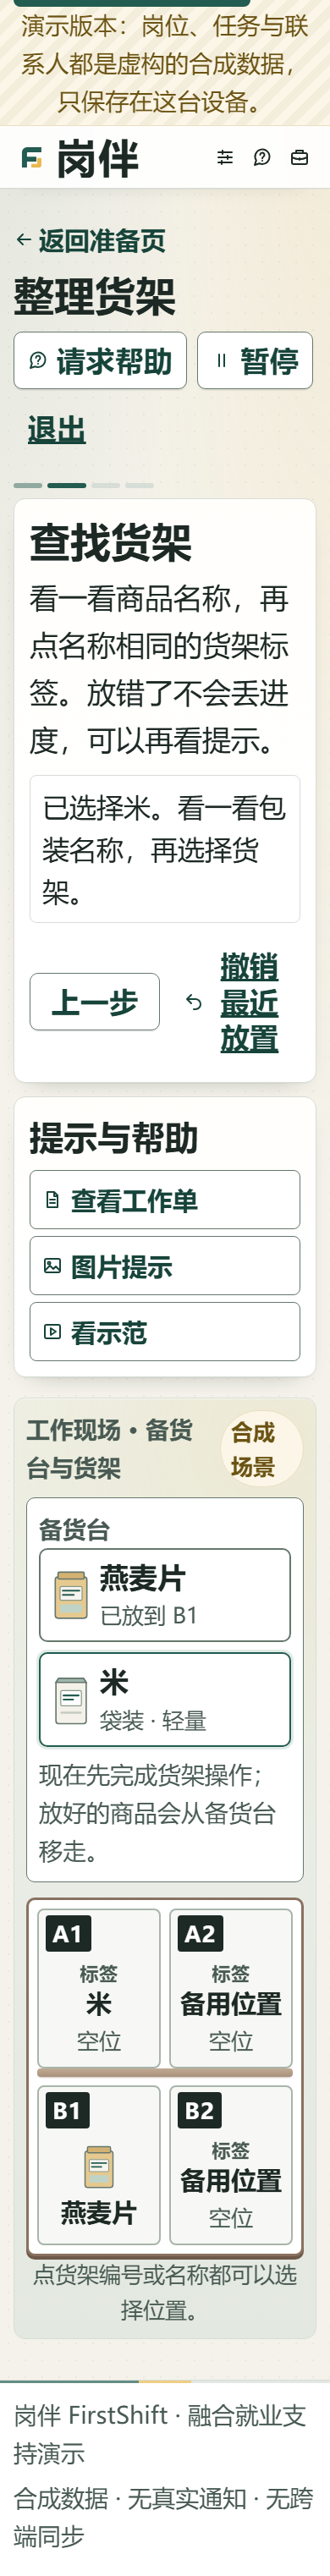 演示版本：岗位、任务与联
系人都是虚构的合成数据，
只保存在这台设备。
岗伴
返回准备页
整理货架
请求帮助
暂停
退出
查找货架
看一看商品名称，再
点名称相同的货架标
签。放错了不会丢进
度，可以再看提示。
已选择米。看一看包
装名称，再选择货
架。
上一步
撤销
最近
放置
提示与帮助
查看工作单
图片提示
看示范
工作现场・备货
台与货架
合成
场景
备货台
燕麦片
已放到 B1
米
袋装 · 轻量
现在先完成货架操作；
放好的商品会从备货台
移走。
A1
标签
米
空位
A2
标签
备用位置
空位
B1
燕麦片
B2
标签
备用位置
空位
点货架编号或名称都可以选
择位置。
岗伴 FirstShift · 融合就业支
持演示
合成数据 · 无真实通知 · 无跨
端同步